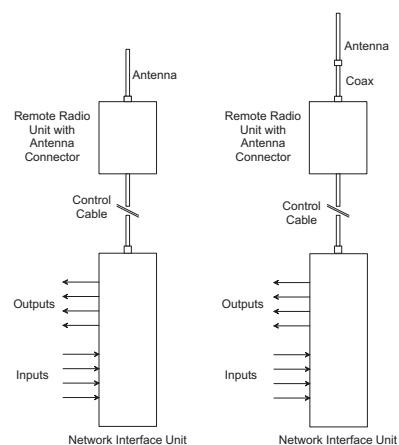 Antenna
Remote Radio
Unit with
Antenna
Connector
Control
Cable
Outputs
Inputs
Network Interface Unit
Antenna
Coax
Remote Radio
Unit with
Antenna
Connector
Control
Cable
Outputs
Inputs
Network Interface Unit